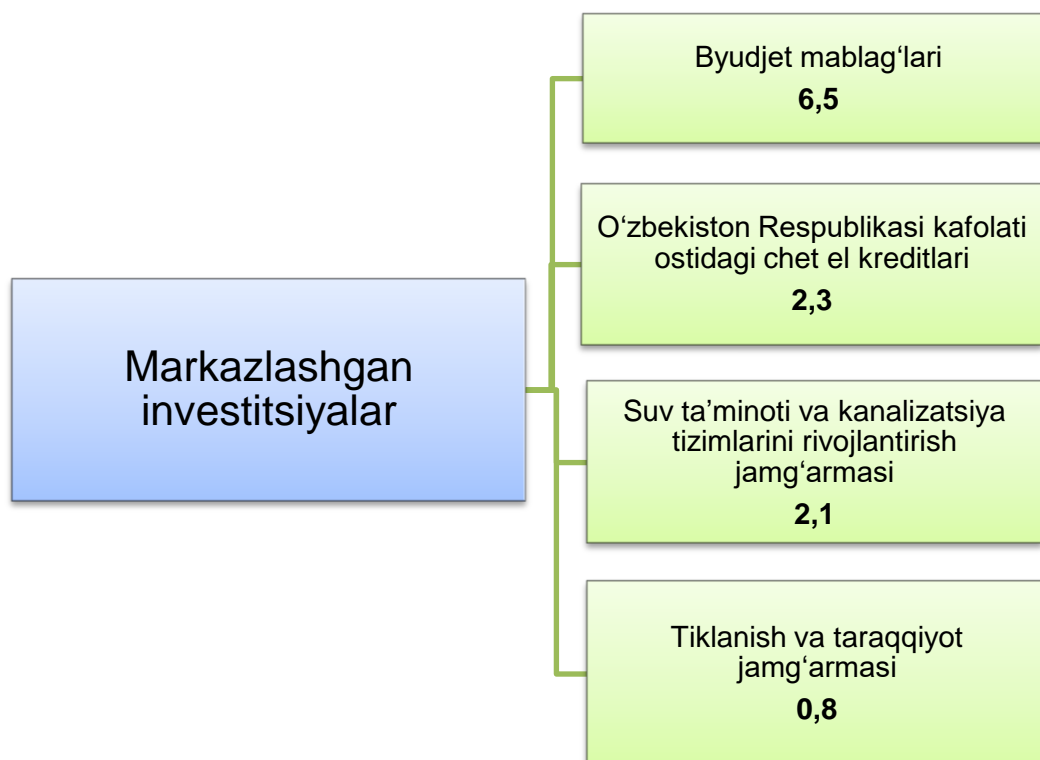 Byudjet mablag‘lari
6,5
O‘zbekiston Respublikasi kafolati
ostidagi chet el kreditlari
2,3
Markazlashgan
investitsiyalar
Suv ta’minoti va kanalizatsiya
tizimlarini rivojlantirish
jamg‘armasi
2,1
Tiklanish va taraqqiyot
jamg‘armasi
0,8